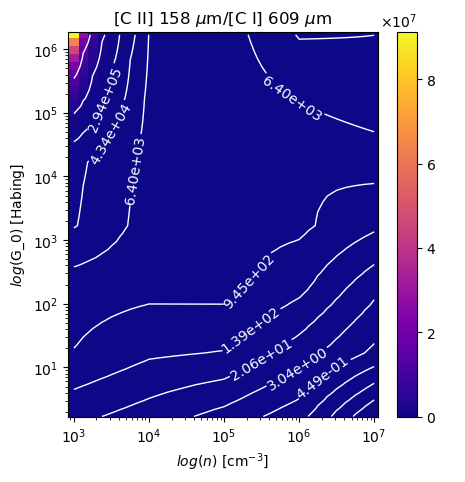 [C II] 158 μm/[C I] 609 μm
×10⁷
10⁶
10⁵
10⁴
10³
10²
10¹
log(G_0) [Habing]
2.94e+05
4.34e+04
6.40e+03
6.40e+03
9.45e+02
1.39e+02
2.06e+01
3.04e+00
4.49e-01
8
6
4
2
0
10³ 10⁴ 10⁵ 10⁶ 10⁷
log(n) [cm⁻³]